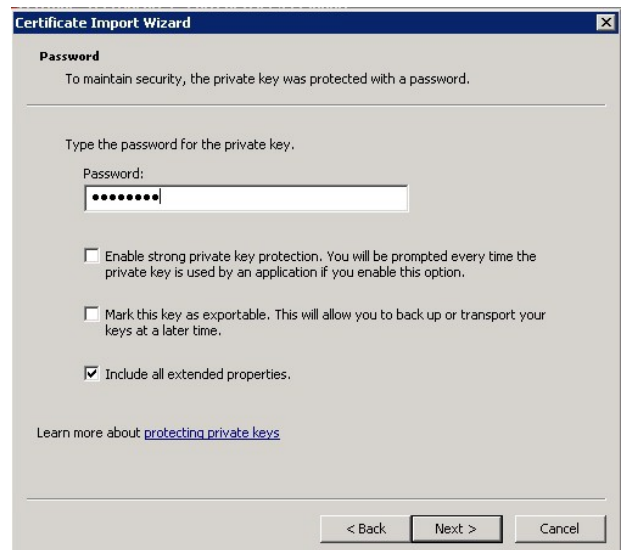 Certificate Import Wizard
Password
To maintain security, the private key was protected with a password.
Type the password for the private key.
Password:
●●●●●●●●
Enable strong private key protection. You will be prompted every time the
private key is used by an application if you enable this option.
Mark this key as exportable. This will allow you to back up or transport your
keys at a later time.
Include all extended properties.
Learn more about protecting private keys
< Back Next > Cancel